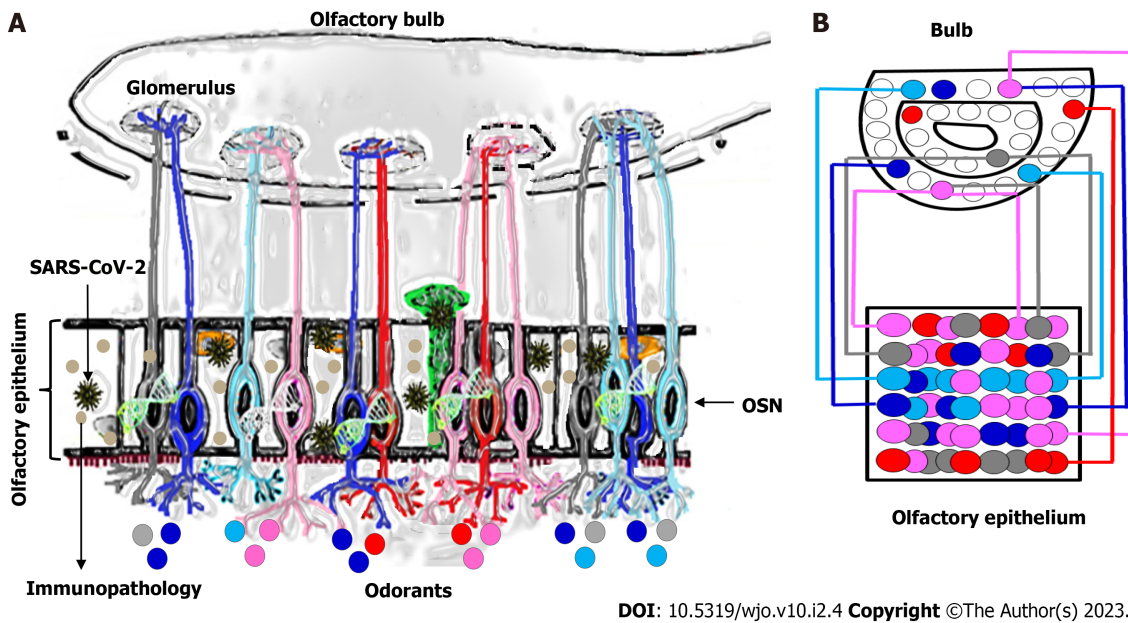 A
Olfactory bulb
Glomerulus
SARS-CoV-2
Olfactory epithelium
OSN
Immunopathology
Odorants
B
Bulb
Olfactory epithelium
DOI: 10.5319/wjo.v10.i2.4 Copyright ©The Author(s) 2023.